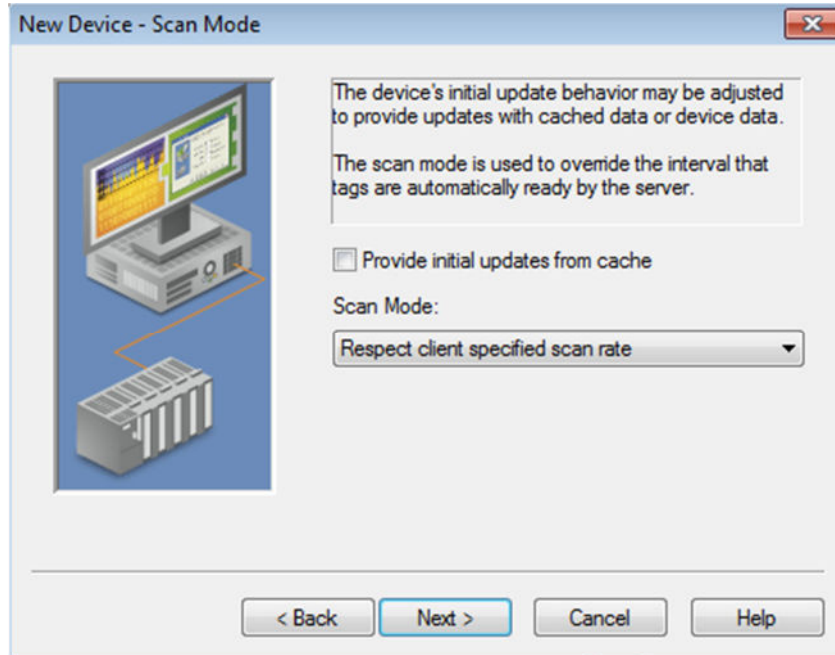 New Device - Scan Mode
The device's initial update behavior may be adjusted
to provide updates with cached data or device data.
The scan mode is used to override the interval that
tags are automatically ready by the server.
Provide initial updates from cache
Scan Mode:
Respect client specified scan rate
< Back Next > Cancel Help